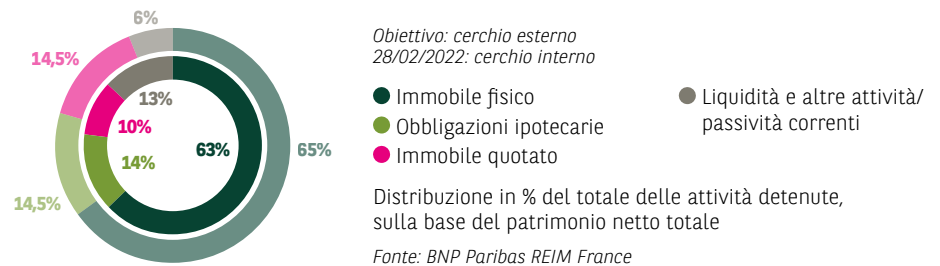 6%
14,5%
13%
10%
14%
63%
65%
14,5%
Obiettivo: cerchio esterno
28/02/2022: cerchio interno
Immobile fisico
Obbligazioni ipotecarie
Immobile quotato
Liquidità e altre attività/
passività correnti
Distribuzione in % del totale delle attività detenute,
sulla base del patrimonio netto totale
Fonte: BNP Paribas REIM France